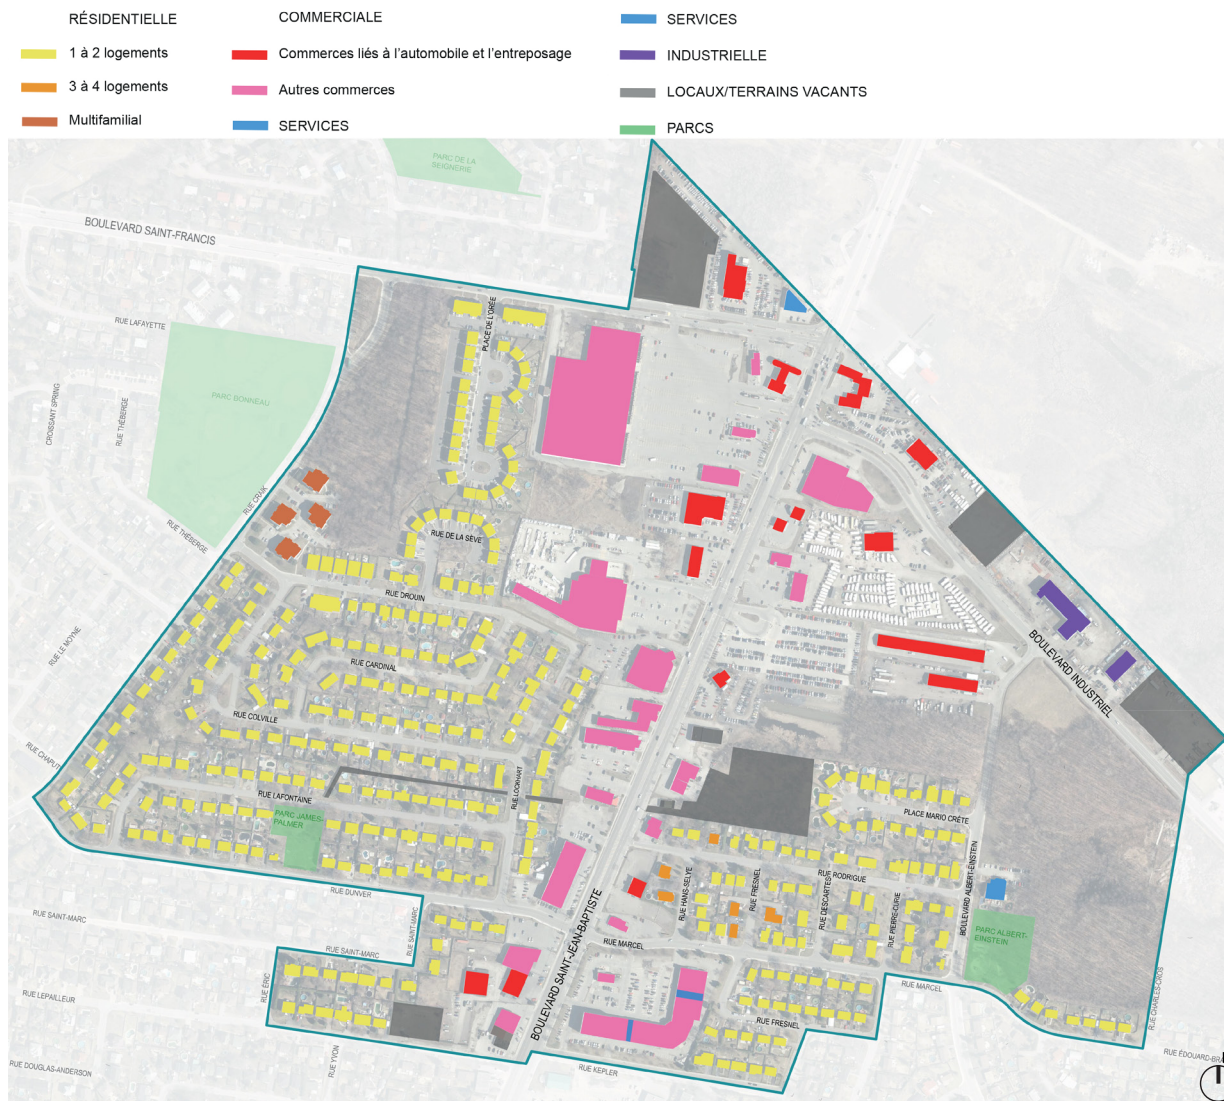 RÉSIDENTIELLE
1 à 2 logements
3 à 4 logements
Multifamilial
COMMERCIALE
Commerces liés à l'automobile et l'entreposage
Autres commerces
SERVICES
SERVICES
INDUSTRIELLE
LOCAUX/TERRAINS VACANTS
PARCS
PARC DE LA
SEIGNERIE
BOULEVARD SAINT-FRANCIS
RUE LAFAYETTE
PLACE DE L'ORÉE
CROISSANT SPRING
RUE THÉBERGE
PARC BONNEAU
RUE CRAIK
RUE THÉBERGE
RUE DE LA SÈVE
RUE DROUIN
RUE LE MOYNE
RUE CARDINAL
RUE COLVILLE
RUE CHAPUT
RUE LAFONTAINE
RUE LOCKHART
PARC JAMES-
PALMER
BOULEVARD INDUSTRIEL
PLACE MARIO CRÊTE
RUE RODRIGUE
RUE HANS-SELYE
RUE FRESNEL
RUE DESCARTES
RUE PIERRE-CURIE
BOULEVARD ALBERT-EINSTEIN
PARC ALBERT-
EINSTEIN
RUE DUNVER
RUE SAINT-MARC
RUE SAINT-MARC
RUE SAINT-MARC
RUE MARCEL
BOULEVARD SAINT-JEAN-BAPTISTE
RUE ÉRIC
RUE LEPAILLEUR
RUE MARCEL
RUE CHARLES-CROS
RUE FRESNEL
RUE YVON
RUE KEPLER
RUE DOUGLAS-ANDERSON